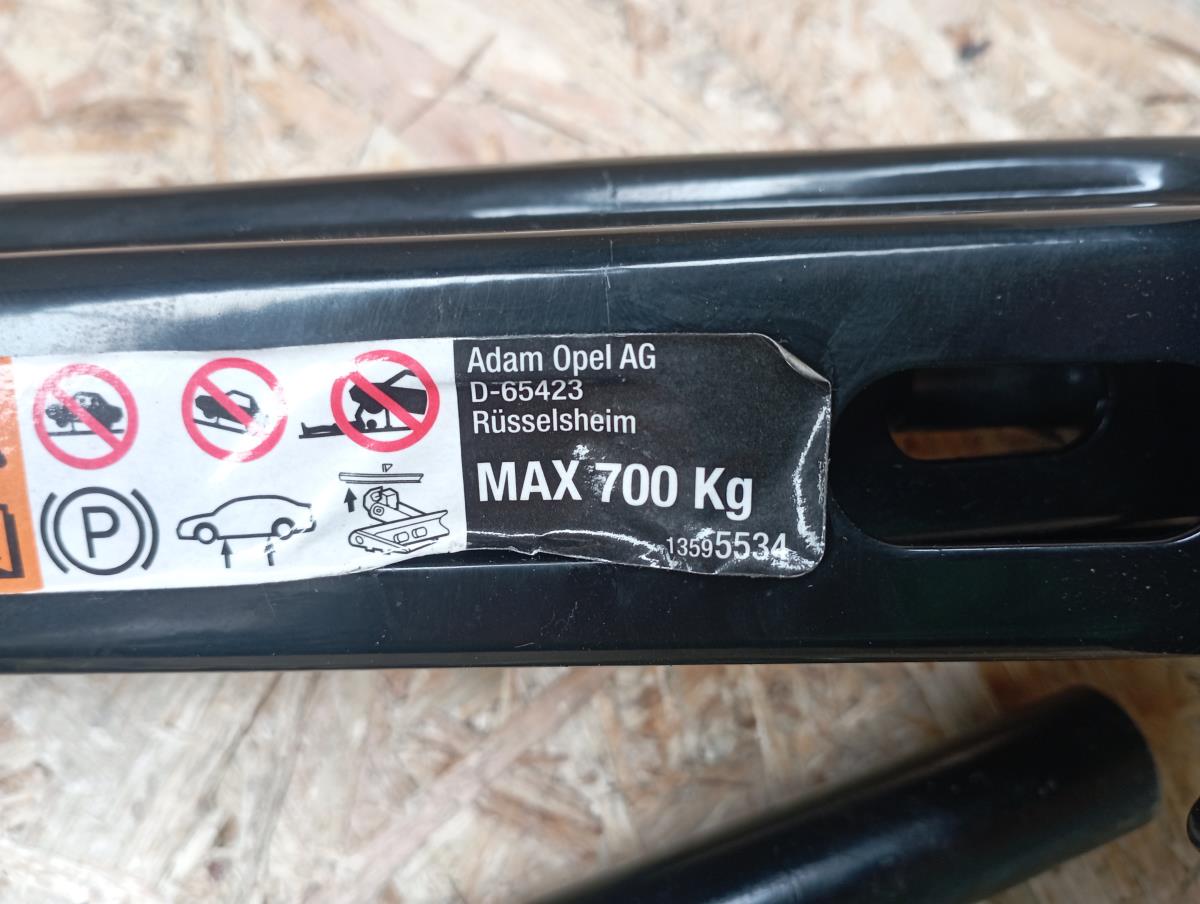 Adam Opel AG
D-65423
Rüsselsheim
MAX 700 Kg
13595534
P